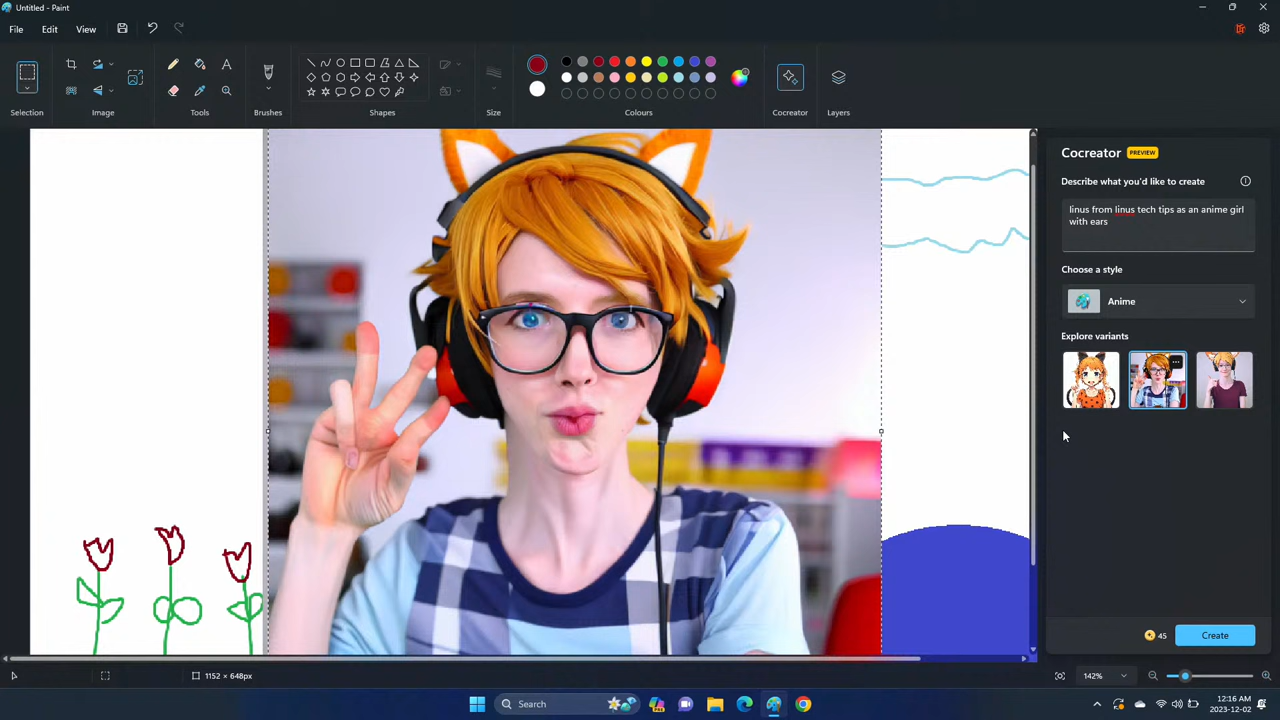 Untitled - Paint
File
Edit
View
Selection
Image
Tools
Brushes
Shapes
Size
Colours
Cocreator
Layers
Cocreator
PREVIEW
Describe what you'd like to create
linus from linus tech tips as an anime girl
with ears
Choose a style
Anime
Explore variants
45
Create
1152 × 648px
142%
Search
12:16 AM
2023-12-02